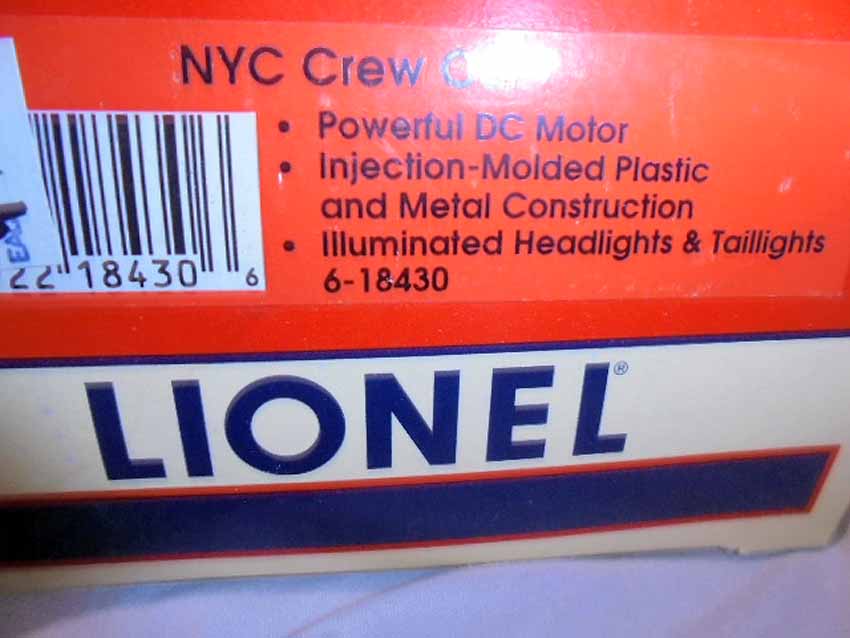 NYC Crew
• Powerful DC Motor
• Injection-Molded Plastic
and Metal Construction
• Illuminated Headlights & Taillights
6-18430
EACH
22 18430 6
LIONEL®